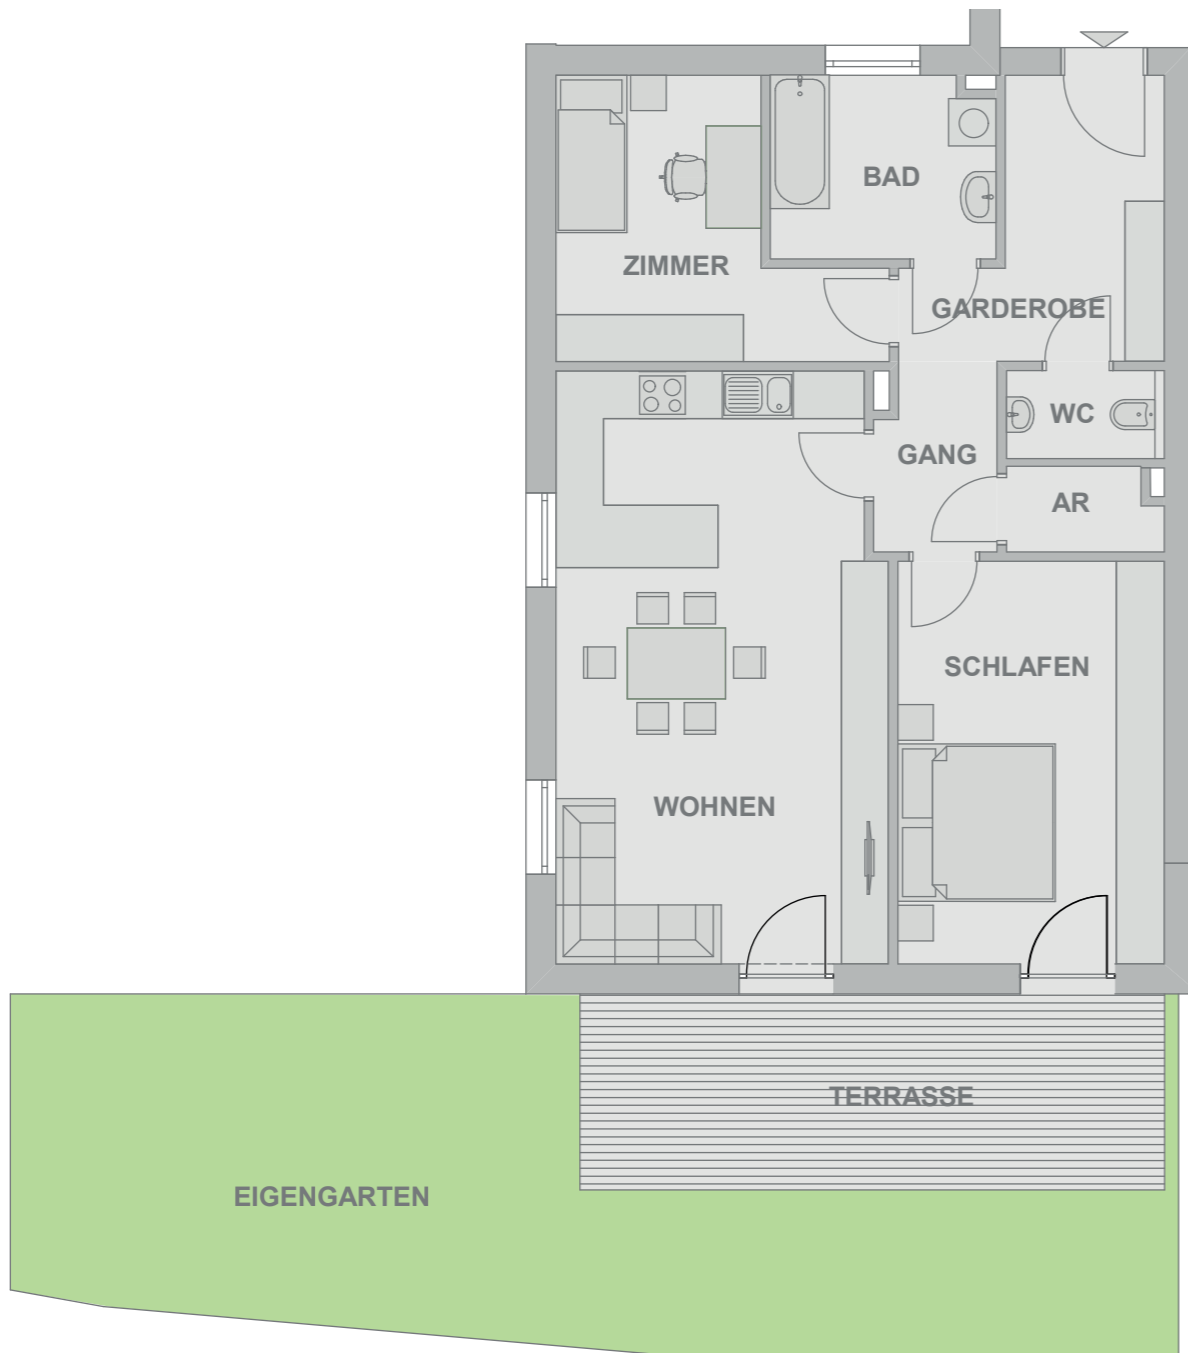 BAD
ZIMMER
GARDEROBE
WC
GANG
AR
SCHLAFEN
WOHNEN
TERRASSE
EIGENGARTEN